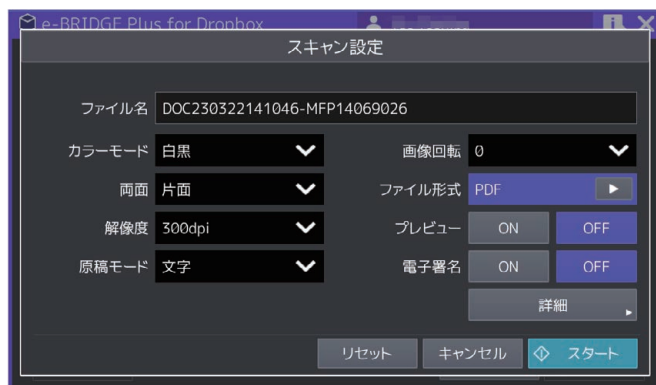 e-BRIDGE Plus for Dropbox
スキャン設定
ファイル名 DOC230322141046-MFP14069026
カラーモード 白黒 画像回転 0
両面 片面 ファイル形式 PDF
解像度 300dpi プレビュー ON OFF
原稿モード 文字 電子署名 ON OFF
詳細
リセット キャンセル スタート